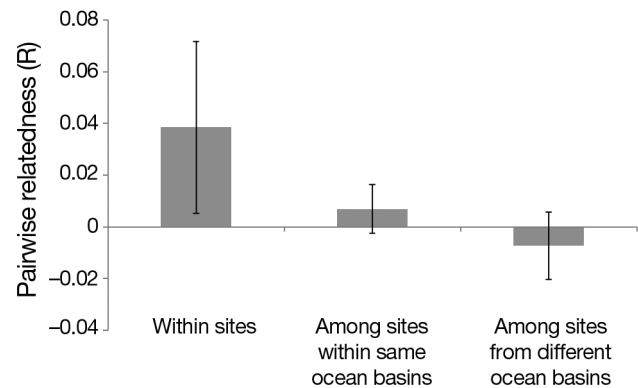 Pairwise relatedness (R)
0.08
0.06
0.04
0.02
0
−0.02
−0.04
Within sites
Among sites
within same
ocean basins
Among sites
from different
ocean basins